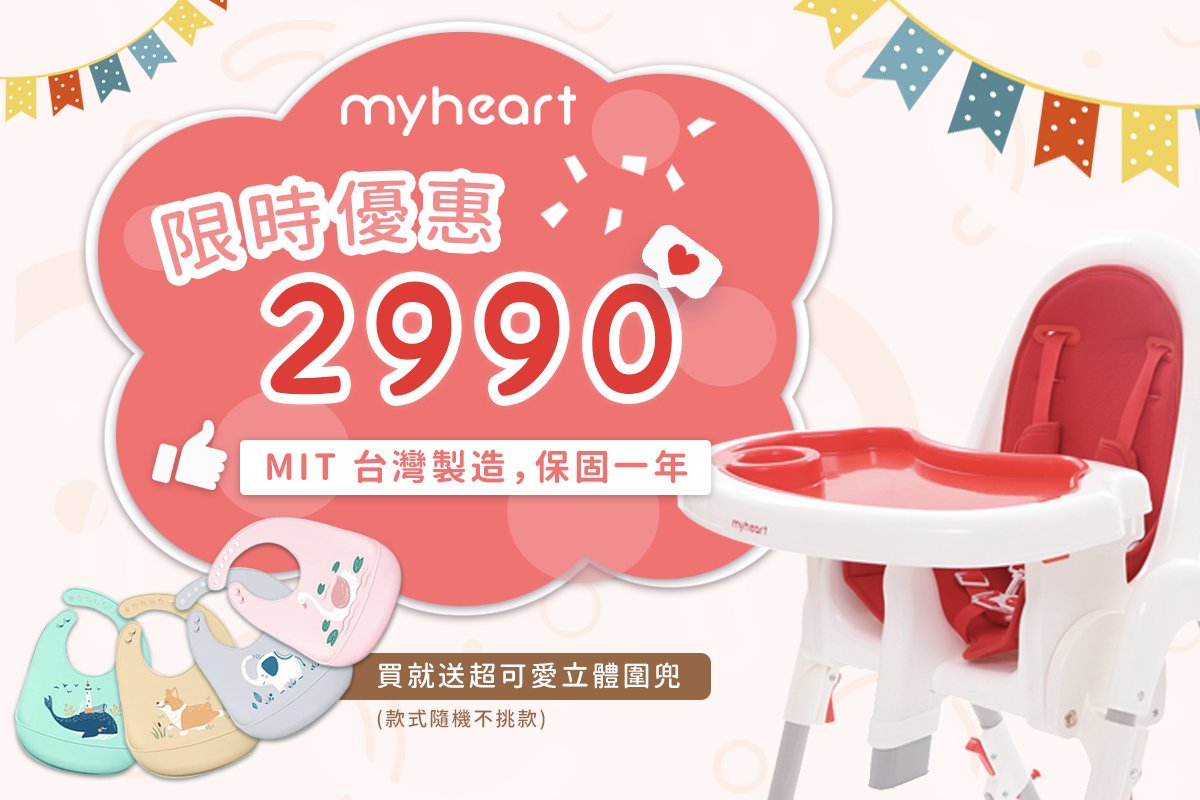 myheart
限時優惠
2990
MIT 台灣製造,保固一年
myheart
買就送超可愛立體圍兜
(款式隨機不挑款)